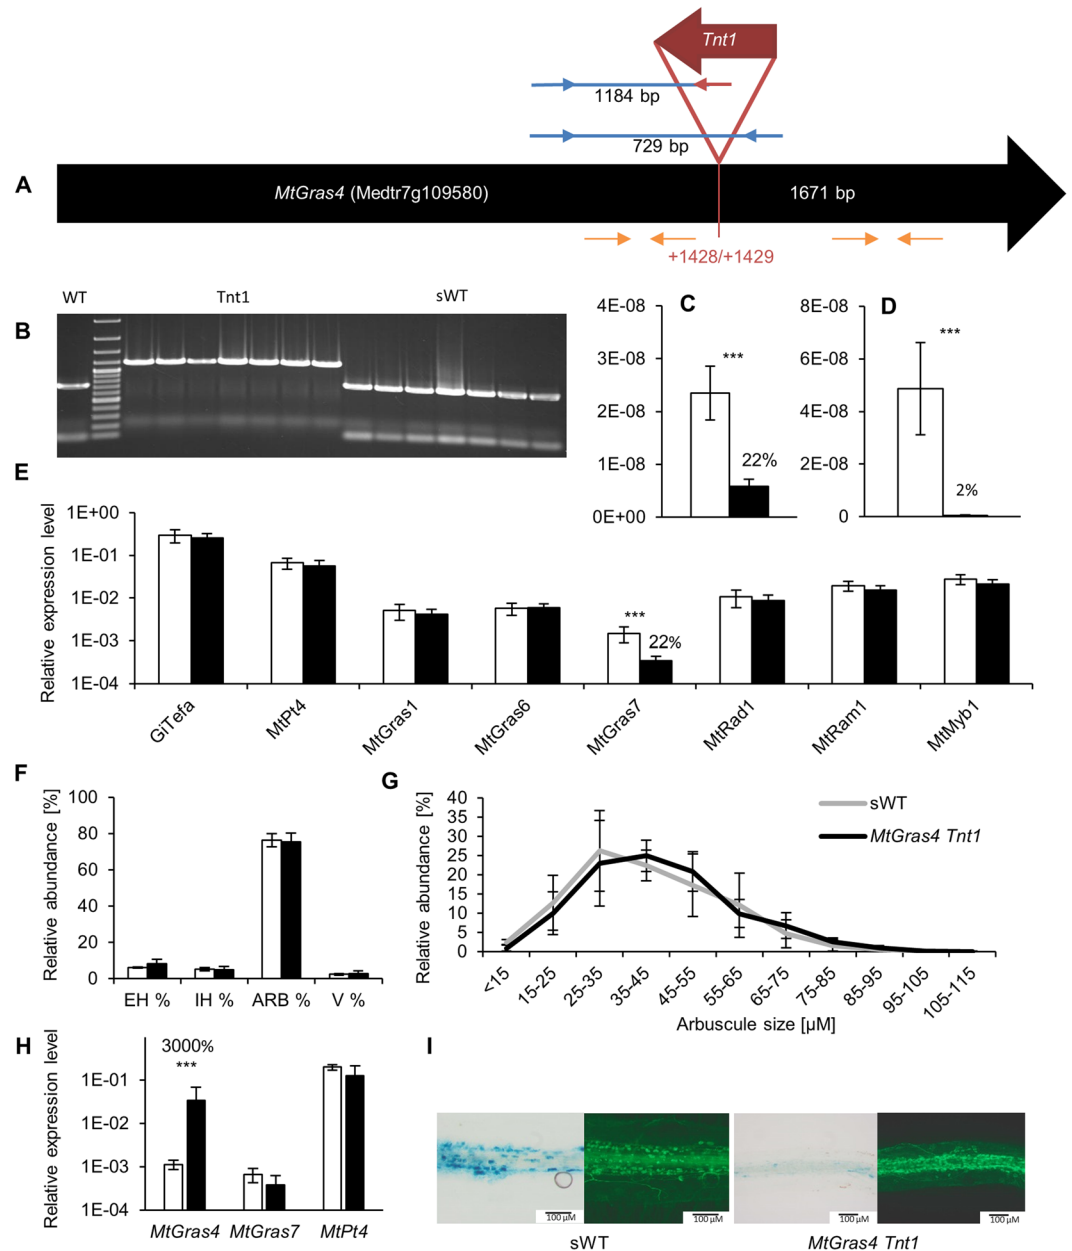 Tnt1
1184 bp
729 bp
A
MtGras4 (Medtr7g109580)
1671 bp
+1428/+1429
B
WT
Tnt1
sWT
C
4E-08
3E-08
2E-08
1E-08
0E+00
***
22%
D
8E-08
6E-08
4E-08
2E-08
0
***
2%
E
Relative expression level
1E+00
1E-01
1E-02
1E-03
1E-04
***
22%
GiTefa
MtPt4
MtGras1
MtGras6
MtGras7
MtRad1
MtRam1
MtMyb1
F
Relative abundance [%]
100
80
60
40
20
0
EH %
IH %
ARB %
V %
G
Relative abundance [%]
40
35
30
25
20
15
10
5
0
sWT
MtGras4 Tnt1
<15
15-25
25-35
35-45
45-55
55-65
65-75
75-85
85-95
95-105
105-115
Arbuscule size [µM]
H
Relative expression level
3000%
***
1E-01
1E-02
1E-03
1E-04
MtGras4
MtGras7
MtPt4
I
100 µM
100 µM
100 µM
100 µM
sWT
MtGras4 Tnt1